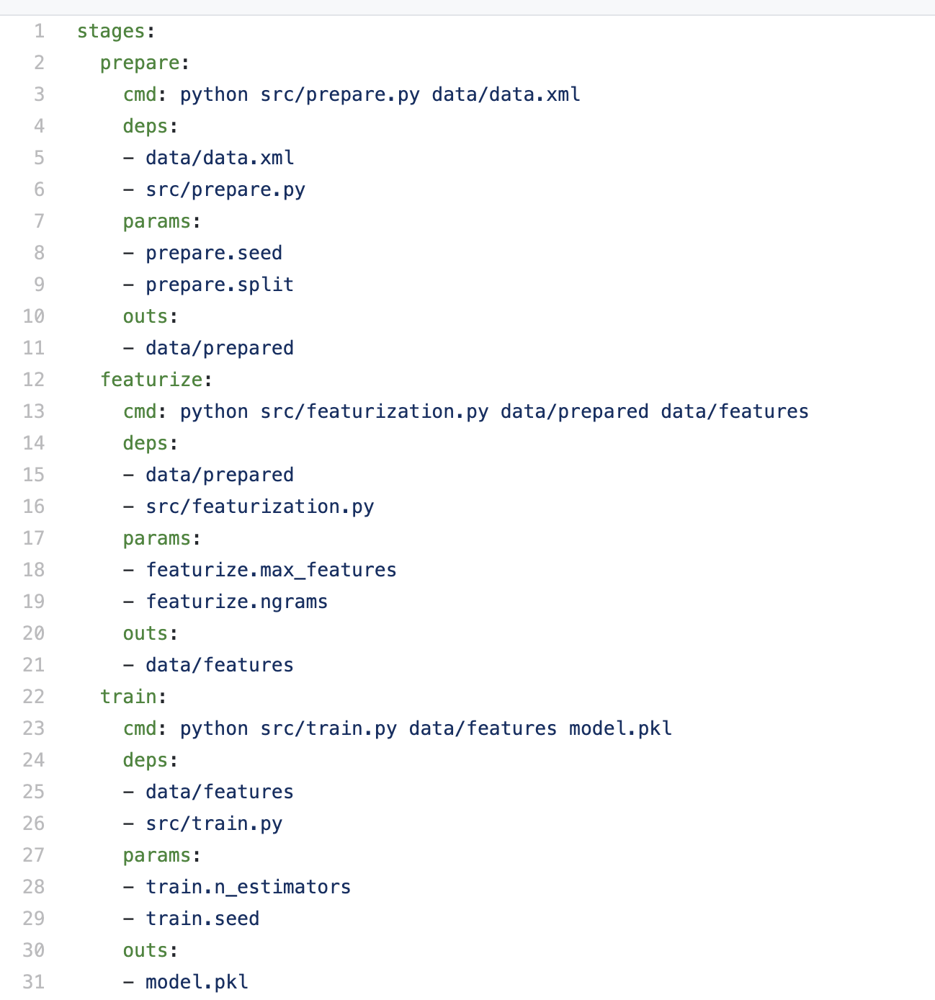 1 stages:
2   prepare:
3     cmd: python src/prepare.py data/data.xml
4     deps:
5     - data/data.xml
6     - src/prepare.py
7     params:
8     - prepare.seed
9     - prepare.split
10     outs:
11     - data/prepared
12   featurize:
13     cmd: python src/featurization.py data/prepared data/features
14     deps:
15     - data/prepared
16     - src/featurization.py
17     params:
18     - featurize.max_features
19     - featurize.ngrams
20     outs:
21     - data/features
22   train:
23     cmd: python src/train.py data/features model.pkl
24     deps:
25     - data/features
26     - src/train.py
27     params:
28     - train.n_estimators
29     - train.seed
30     outs:
31     - model.pkl